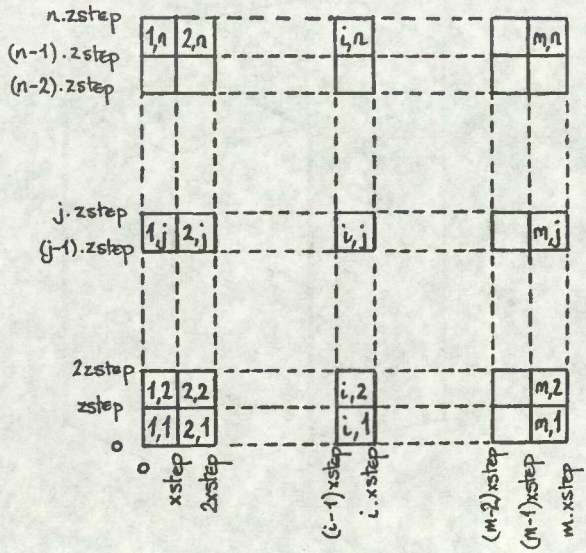 n.zstep
1,n 2,n i,n m,n
(n-1).zstep
(n-2).zstep
j.zstep
1,j 2,j i,j m,j
(j-1).zstep
2zstep
1,2 2,2 i,2 m,2
zstep
1,1 2,1 i,1 m,1
0
0 xstep 2xstep (i-1)xstep i.xstep (m-2)xstep (m-1)xstep m.xstep